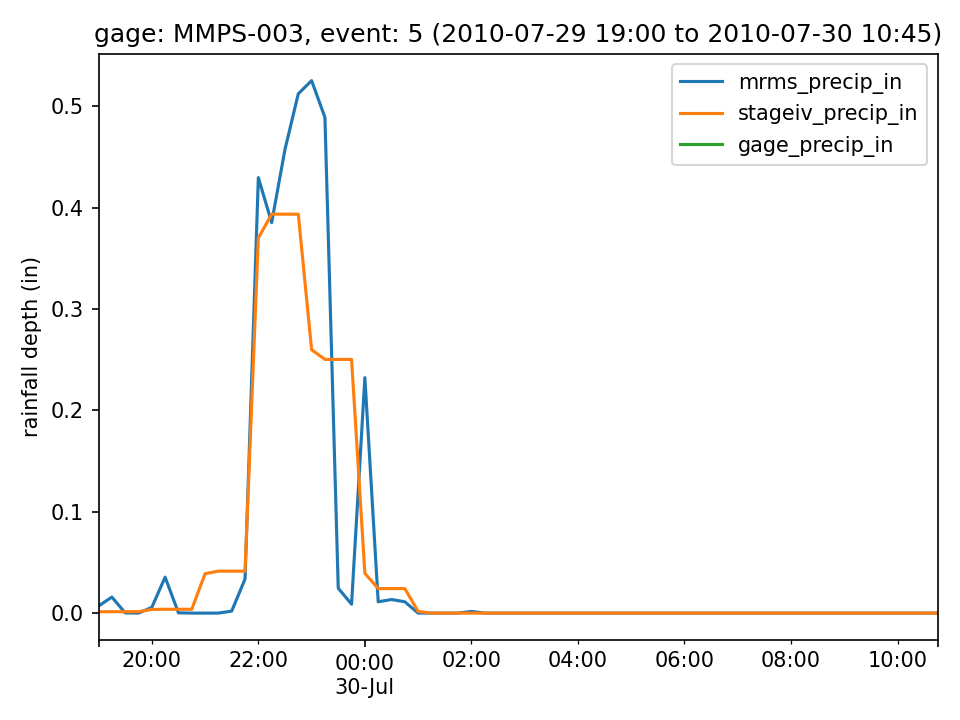 gage: MMPS-003, event: 5 (2010-07-29 19:00 to 2010-07-30 10:45)
mrms_precip_in
stageiv_precip_in
gage_precip_in
rainfall depth (in)
0.5
0.4
0.3
0.2
0.1
0.0
20:00 22:00 00:00 02:00 04:00 06:00 08:00 10:00
30-Jul